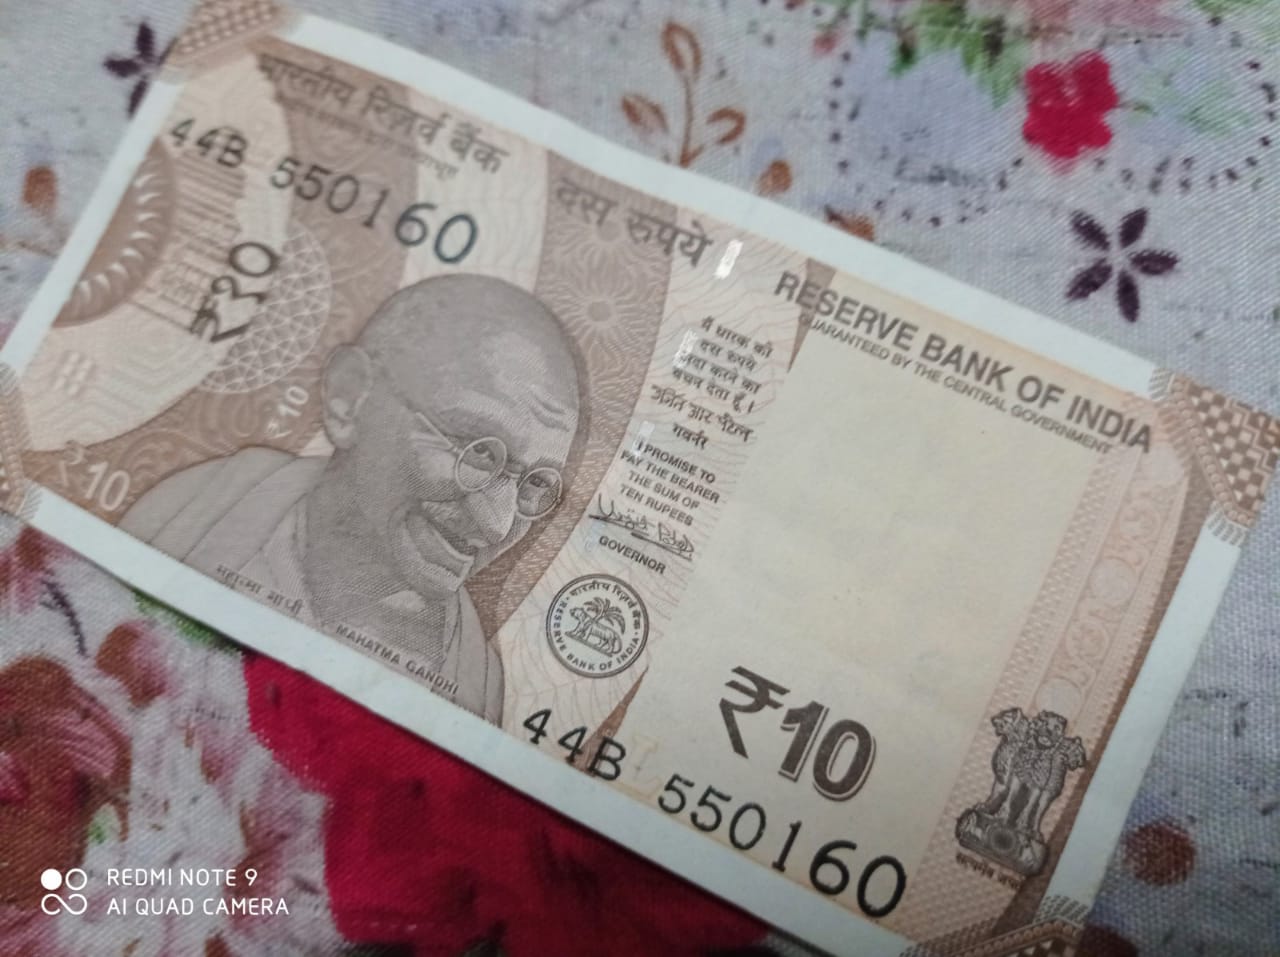 भारतीय रिज़र्व बैंक
44B 550160
दस रुपये
₹10
₹10
₹10
महात्मा गांधी
MAHATMA GANDHI
मैं धारक को
दस रुपये
अदा करने का
वचन देता हूँ।
उर्जित आर पटेल
गवर्नर
I PROMISE TO
PAY THE BEARER
THE SUM OF
TEN RUPEES
GOVERNOR
भारतीय रिज़र्व बैंक
RESERVE BANK OF INDIA
RESERVE BANK OF INDIA
GUARANTEED BY THE CENTRAL GOVERNMENT
₹10
44B 550160
सत्यमेव जयते
REDMI NOTE 9
AI QUAD CAMERA